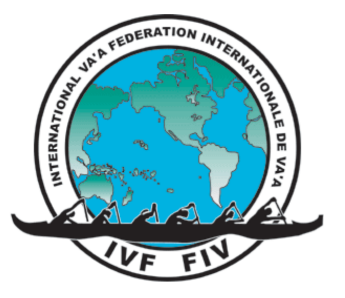 INTERNATIONAL VA'A FEDERATION INTERNATIONALE DE VA'A
IVF FIV